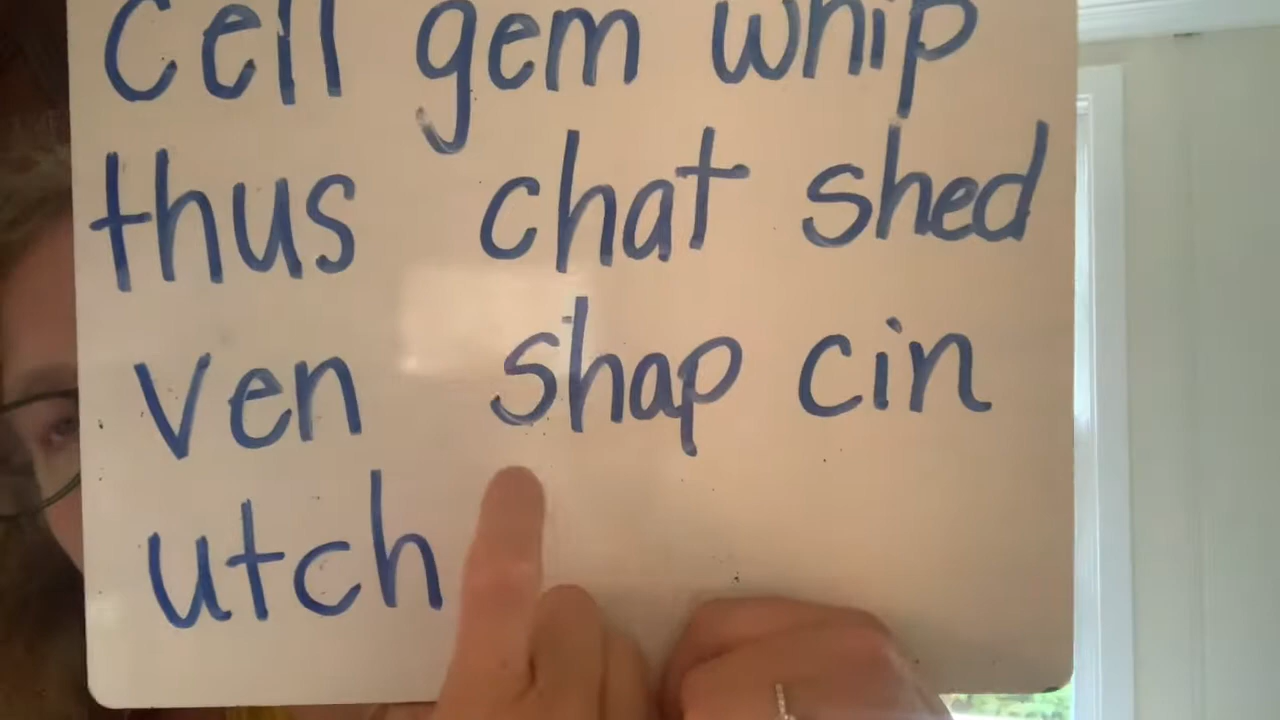 cell gem whip
thus chat shed
ven shap cin
utch